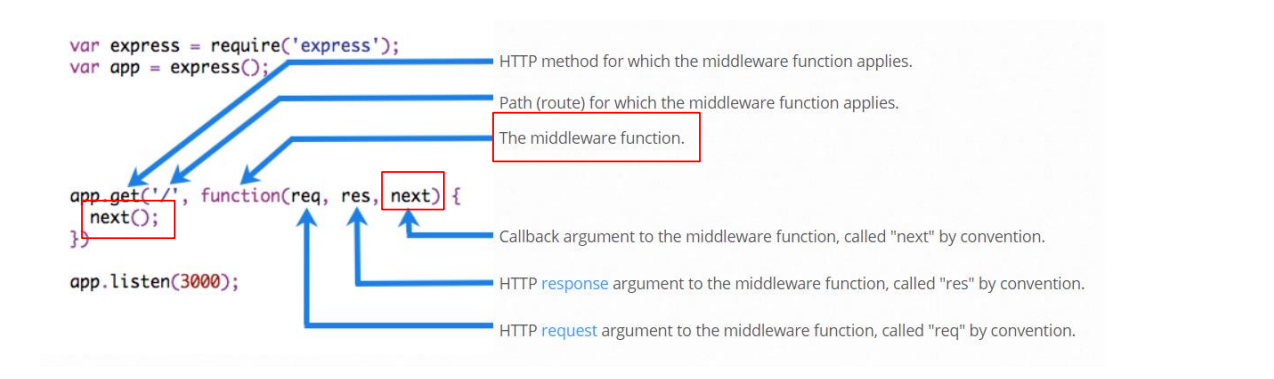 var express = require('express');
var app = express();
HTTP method for which the middleware function applies.
Path (route) for which the middleware function applies.
The middleware function.
app.get('/', function(req, res, next) {
next();
})
Callback argument to the middleware function, called "next" by convention.
app.listen(3000);
HTTP response argument to the middleware function, called "res" by convention.
HTTP request argument to the middleware function, called "req" by convention.